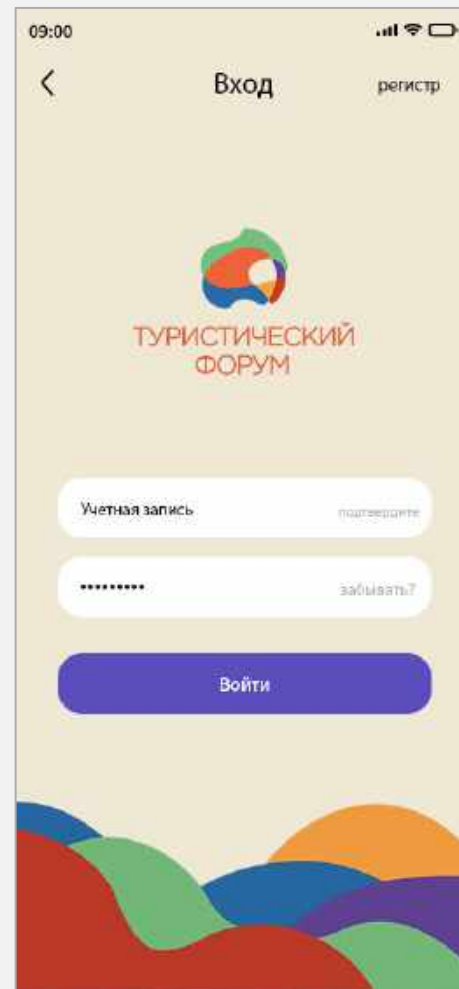 09:00
Вход
регистр
ТУРИСТИЧЕСКИЙ
ФОРУМ
Учетная запись
подтвердите
•••••••••
забывать?
Войти